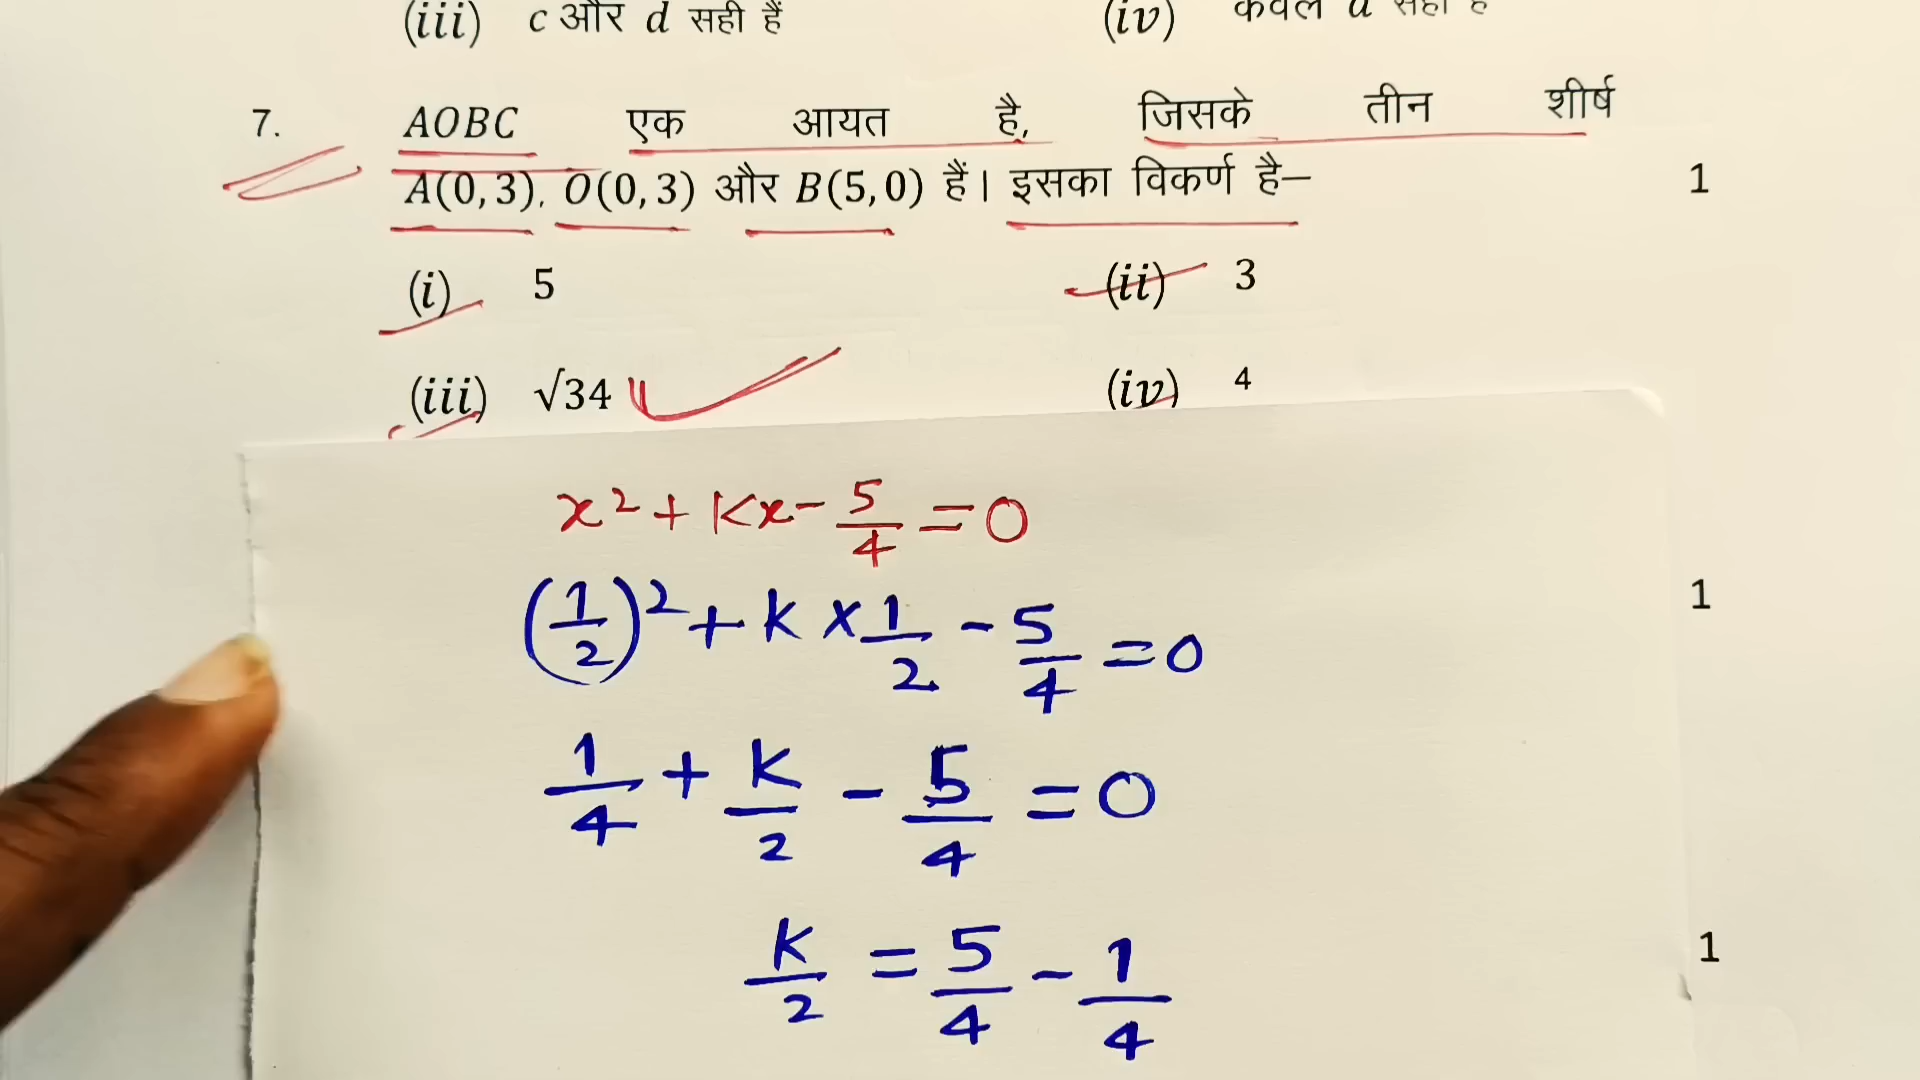 (iii) c और d सही हैं (iv) केवल d सही है
7. AOBC एक आयत है, जिसके तीन शीर्ष
A(0,3), O(0,3) और B(5,0) हैं। इसका विकर्ण है– 1
(i) 5 (ii) 3
(iii) √34 (iv) 4
x² + kx - 5/4 = 0
(1/2)² + k × 1/2 - 5/4 = 0 1
1/4 + k/2 - 5/4 = 0
k/2 = 5/4 - 1/4 1